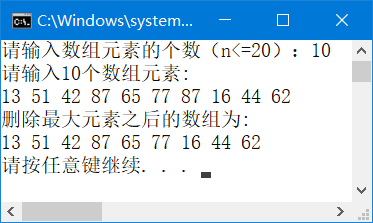 C:\Windows\system...
请输入数组元素的个数（n<=20）：10
请输入10个数组元素:
13 51 42 87 65 77 87 16 44 62
删除最大元素之后的数组为:
13 51 42 65 77 16 44 62
请按任意键继续. . .